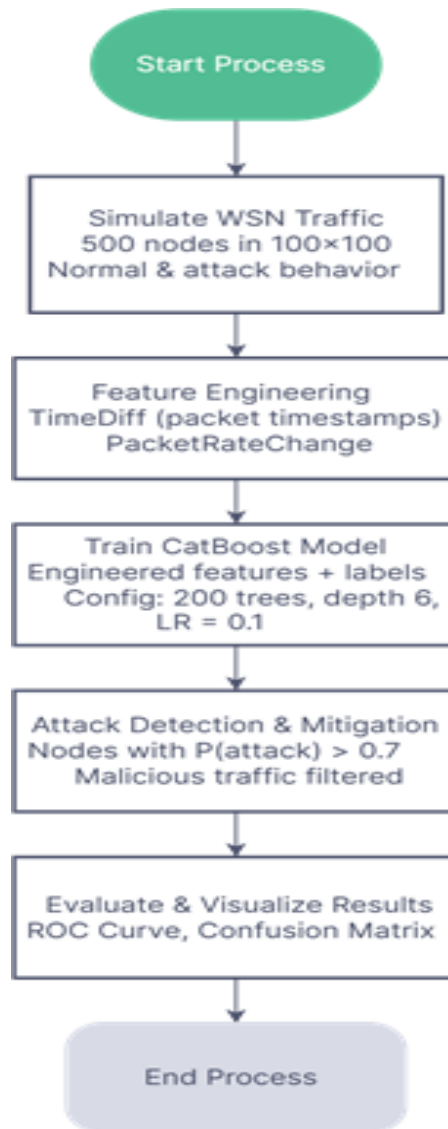 Start Process
Simulate WSN Traffic
500 nodes in 100×100
Normal & attack behavior
Feature Engineering
TimeDiff (packet timestamps)
PacketRateChange
Train CatBoost Model
Engineered features + labels
Config: 200 trees, depth 6,
LR = 0.1
Attack Detection & Mitigation
Nodes with P(attack) > 0.7
Malicious traffic filtered
Evaluate & Visualize Results
ROC Curve, Confusion Matrix
End Process